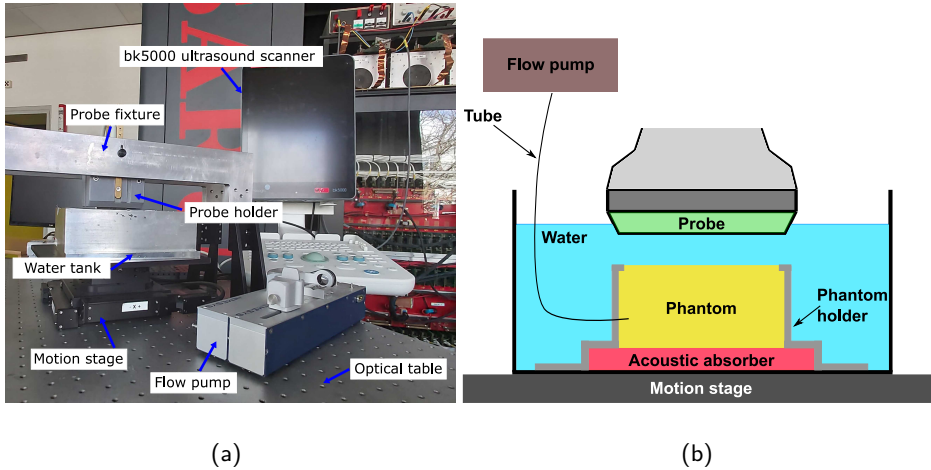 bk5000 ultrasound scanner
Probe fixture
Probe holder
Water tank
Motion stage
Flow pump
Optical table
(a)
Flow pump
Tube
Probe
Water
Phantom
Phantom
holder
Acoustic absorber
Motion stage
(b)